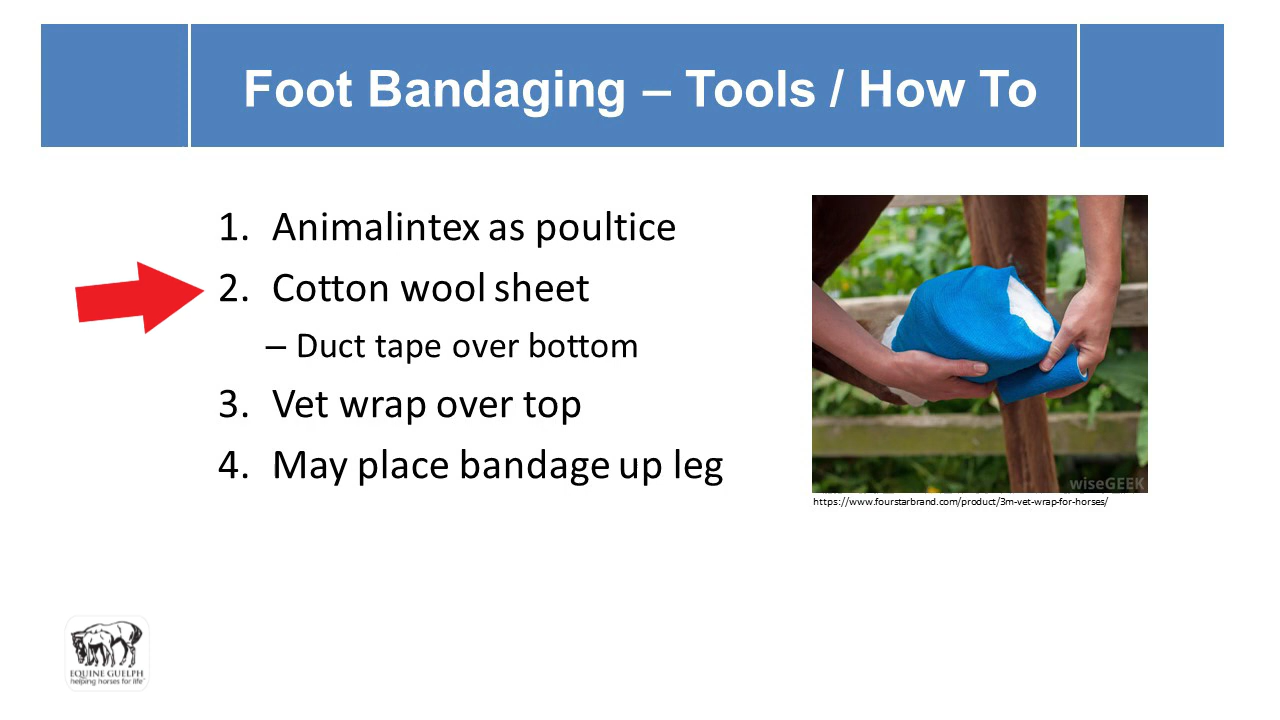 Foot Bandaging – Tools / How To
1. Animalintex as poultice
2. Cotton wool sheet
– Duct tape over bottom
3. Vet wrap over top
4. May place bandage up leg
wiseGEEK
https://www.fourstarbrand.com/product/3m-vet-wrap-for-horses/
EQUINE GUELPH
helping horses for life™